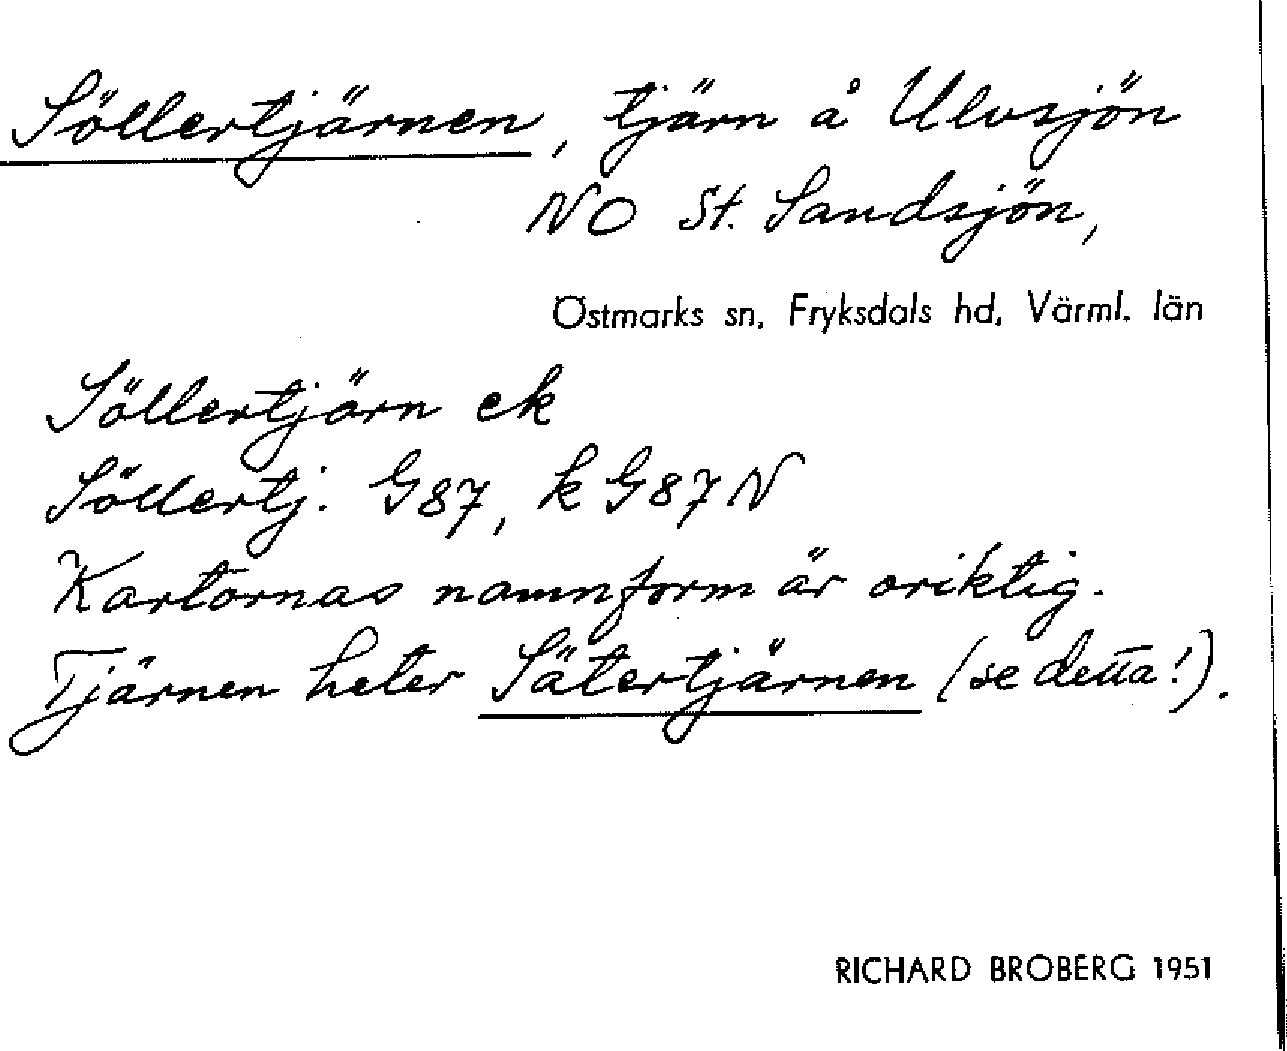 Söllertjärnen, tjärn å Ulvsjön
NO St. Sandsjön,
Östmarks sn, Fryksdals hd, Värml. län
Söllertjärn ek
Söllertj. G87, k G87N
Kartornas namnform är oriktig.
Tjärnen heter Sätertjärnen (se detta!).
RICHARD BROBERG 1951